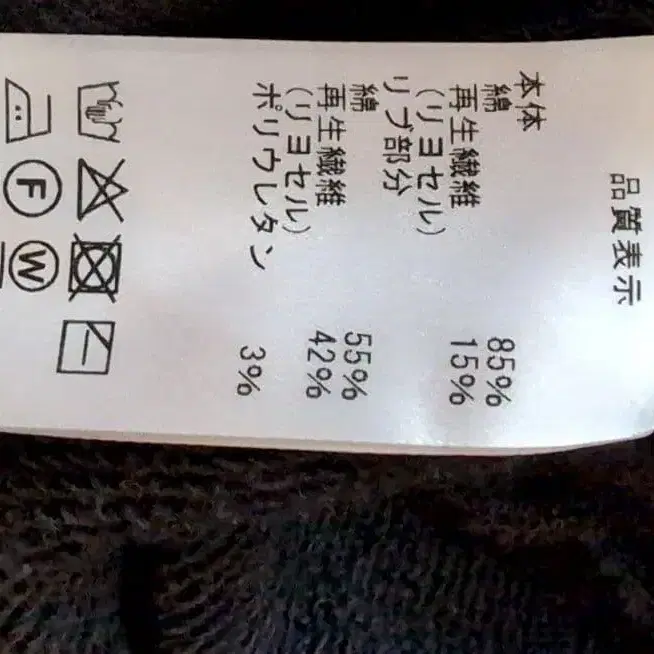 品質表示
本体
綿 85%
再生繊維 15%
(リヨセル)
リブ部分
綿 55%
再生繊維 42%
(リヨセル)
ポリウレタン 3%
F
W